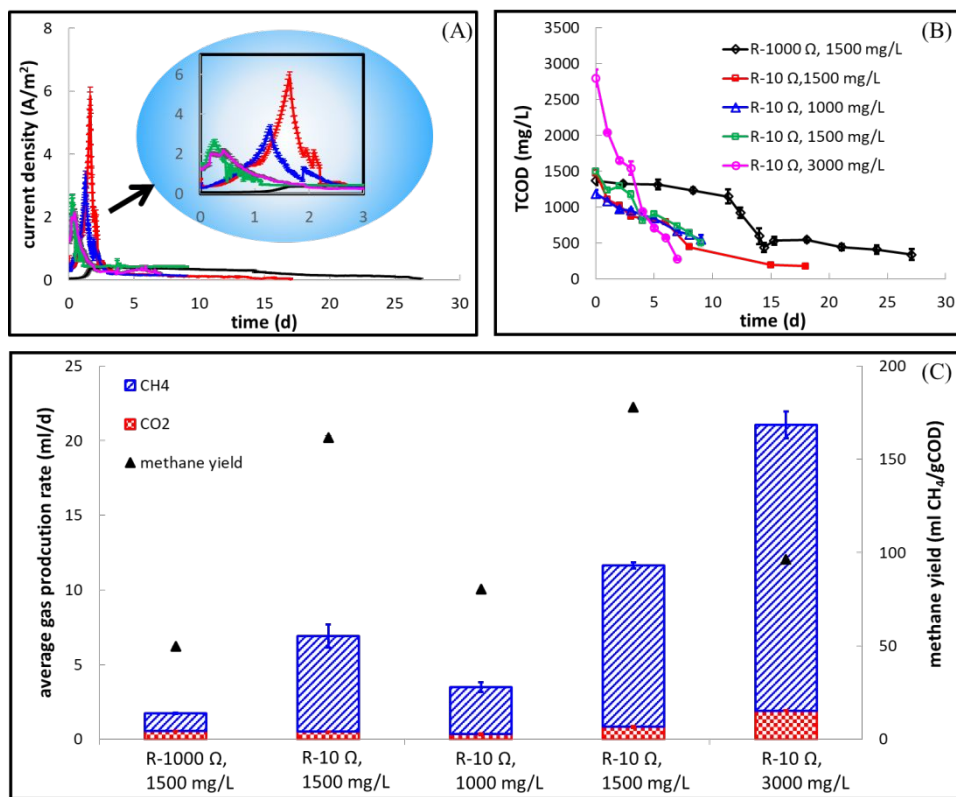 (A)
current density (A/m²)
8
6
4
2
0
0 5 10 15 20 25 30
time (d)
6
4
2
0
0 1 2 3
(B)
TCOD (mg/L)
3500
3000
2500
2000
1500
1000
500
0
0 5 10 15 20 25 30
time (d)
R-1000 Ω, 1500 mg/L
R-10 Ω,1500 mg/L
R-10 Ω, 1000 mg/L
R-10 Ω, 1500 mg/L
R-10 Ω, 3000 mg/L
(C)
average gas prodcution rate (ml/d)
25
20
15
10
5
0
CH4
CO2
methane yield
200
150
100
50
0
methane yield (ml CH₄/gCOD)
R-1000 Ω,
1500 mg/L
R-10 Ω,
1500 mg/L
R-10 Ω,
1000 mg/L
R-10 Ω,
1500 mg/L
R-10 Ω,
3000 mg/L